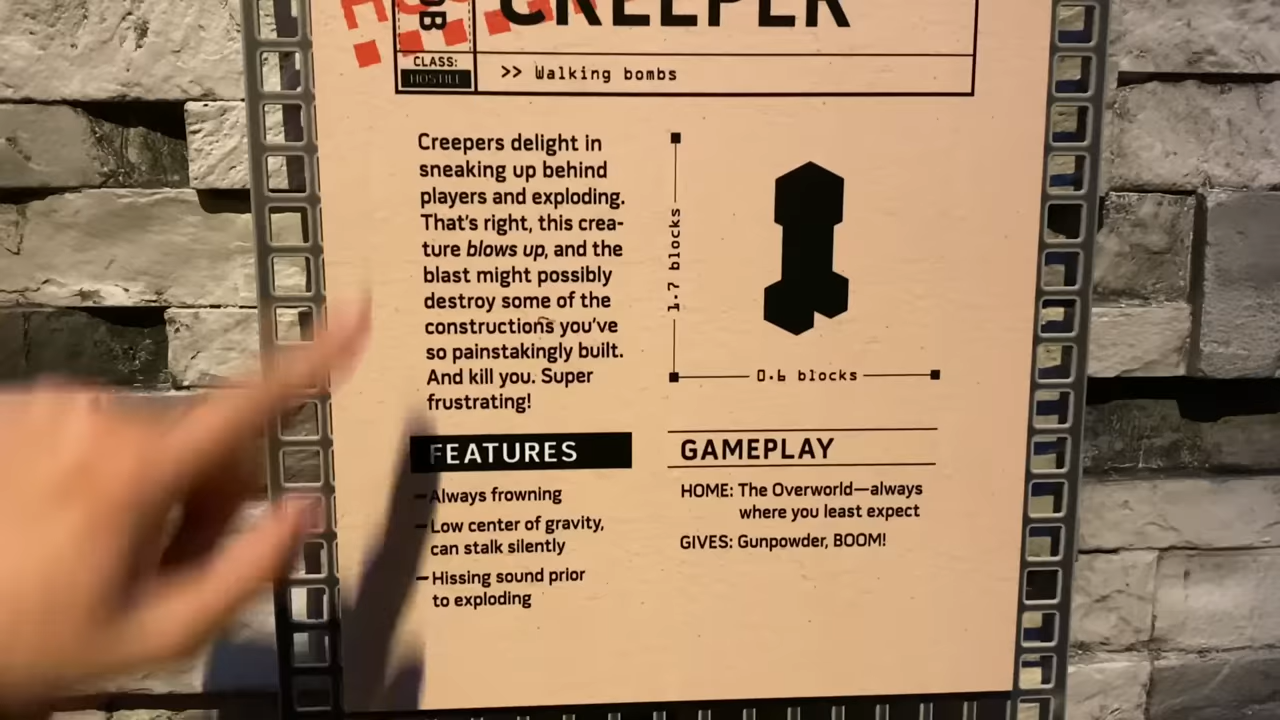 CREEPER
CLASS:
HOSTILE
>> Walking bombs
Creepers delight in
sneaking up behind
players and exploding.
That's right, this crea-
ture blows up, and the
blast might possibly
destroy some of the
constructions you've
so painstakingly built.
And kill you. Super
frustrating!
1.7 blocks
0.6 blocks
FEATURES
—Always frowning
—Low center of gravity,
can stalk silently
—Hissing sound prior
to exploding
GAMEPLAY
HOME: The Overworld—always
where you least expect
GIVES: Gunpowder, BOOM!